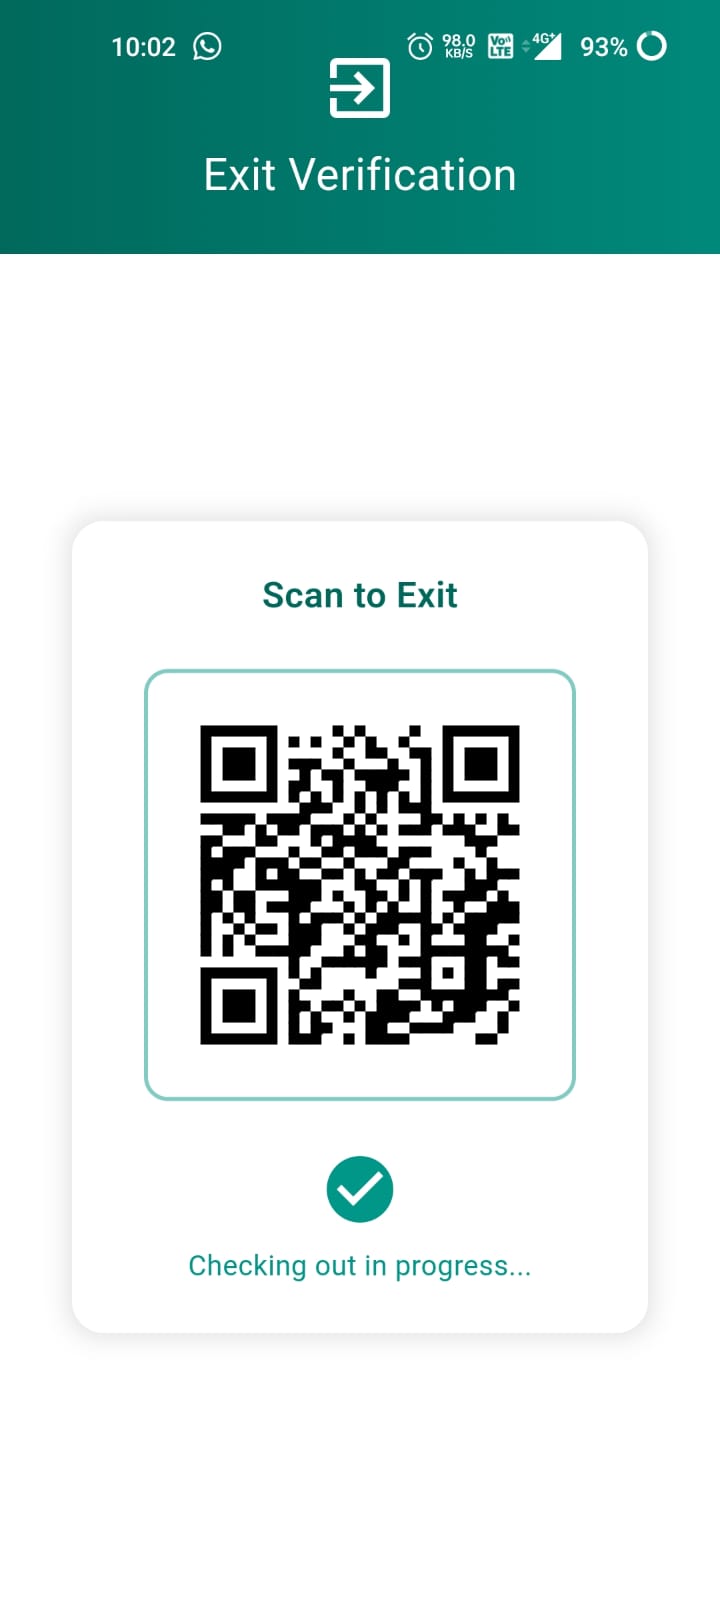 10:02 98.0 KB/S Vo)) LTE 4G+ 93%
Exit Verification
Scan to Exit
Checking out in progress...